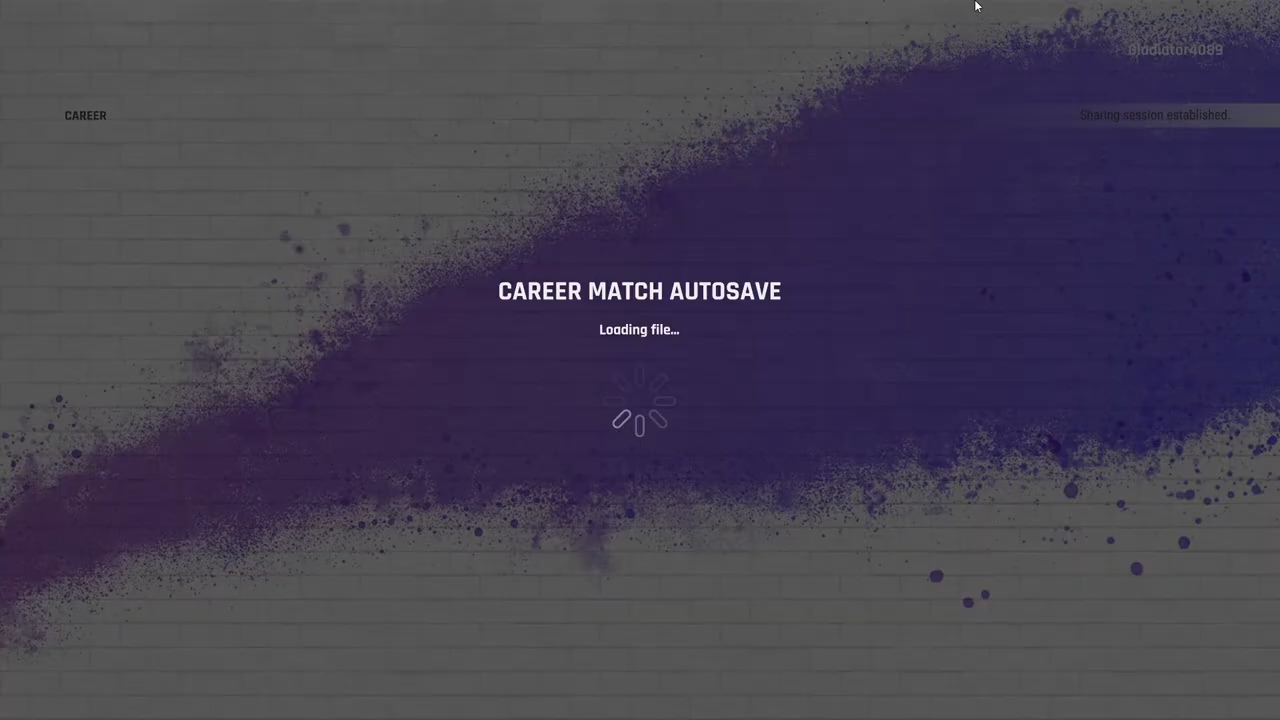 Gladiator4089
CAREER
Sharing session established.
CAREER MATCH AUTOSAVE
Loading file...